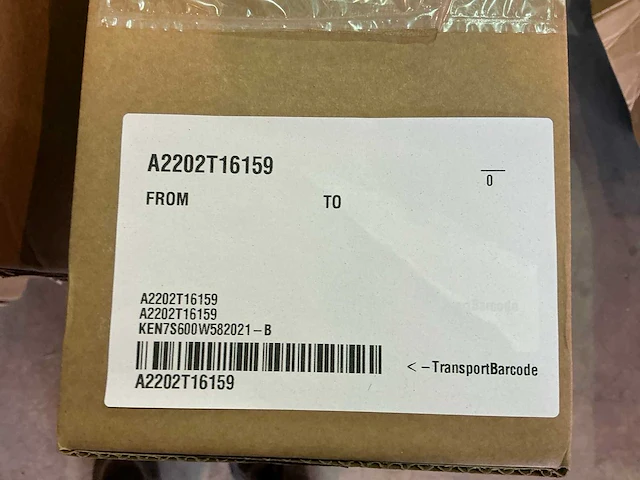 A2202T16159
0
FROM TO
A2202T16159
A2202T16159
KEN7S600W582021-B
<-TransportBarcode
A2202T16159